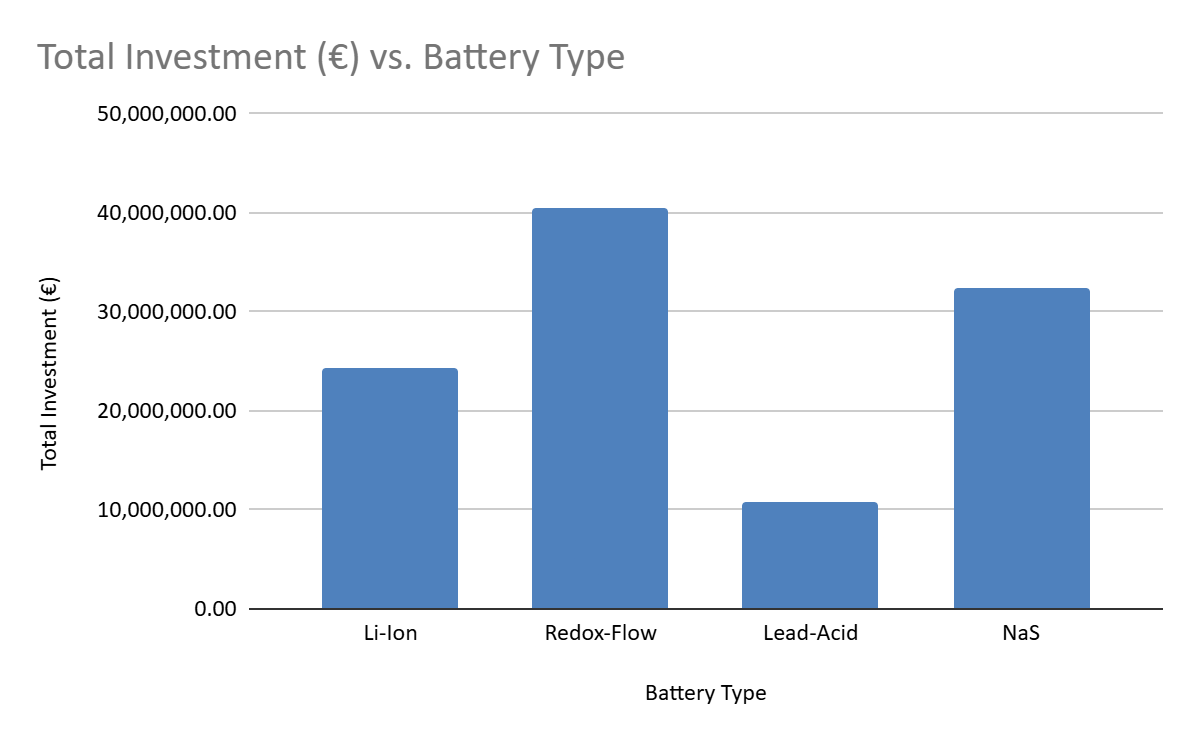 Total Investment (€) vs. Battery Type
50,000,000.00
40,000,000.00
30,000,000.00
20,000,000.00
10,000,000.00
0.00
Total Investment (€)
Li-Ion
Redox-Flow
Lead-Acid
NaS
Battery Type